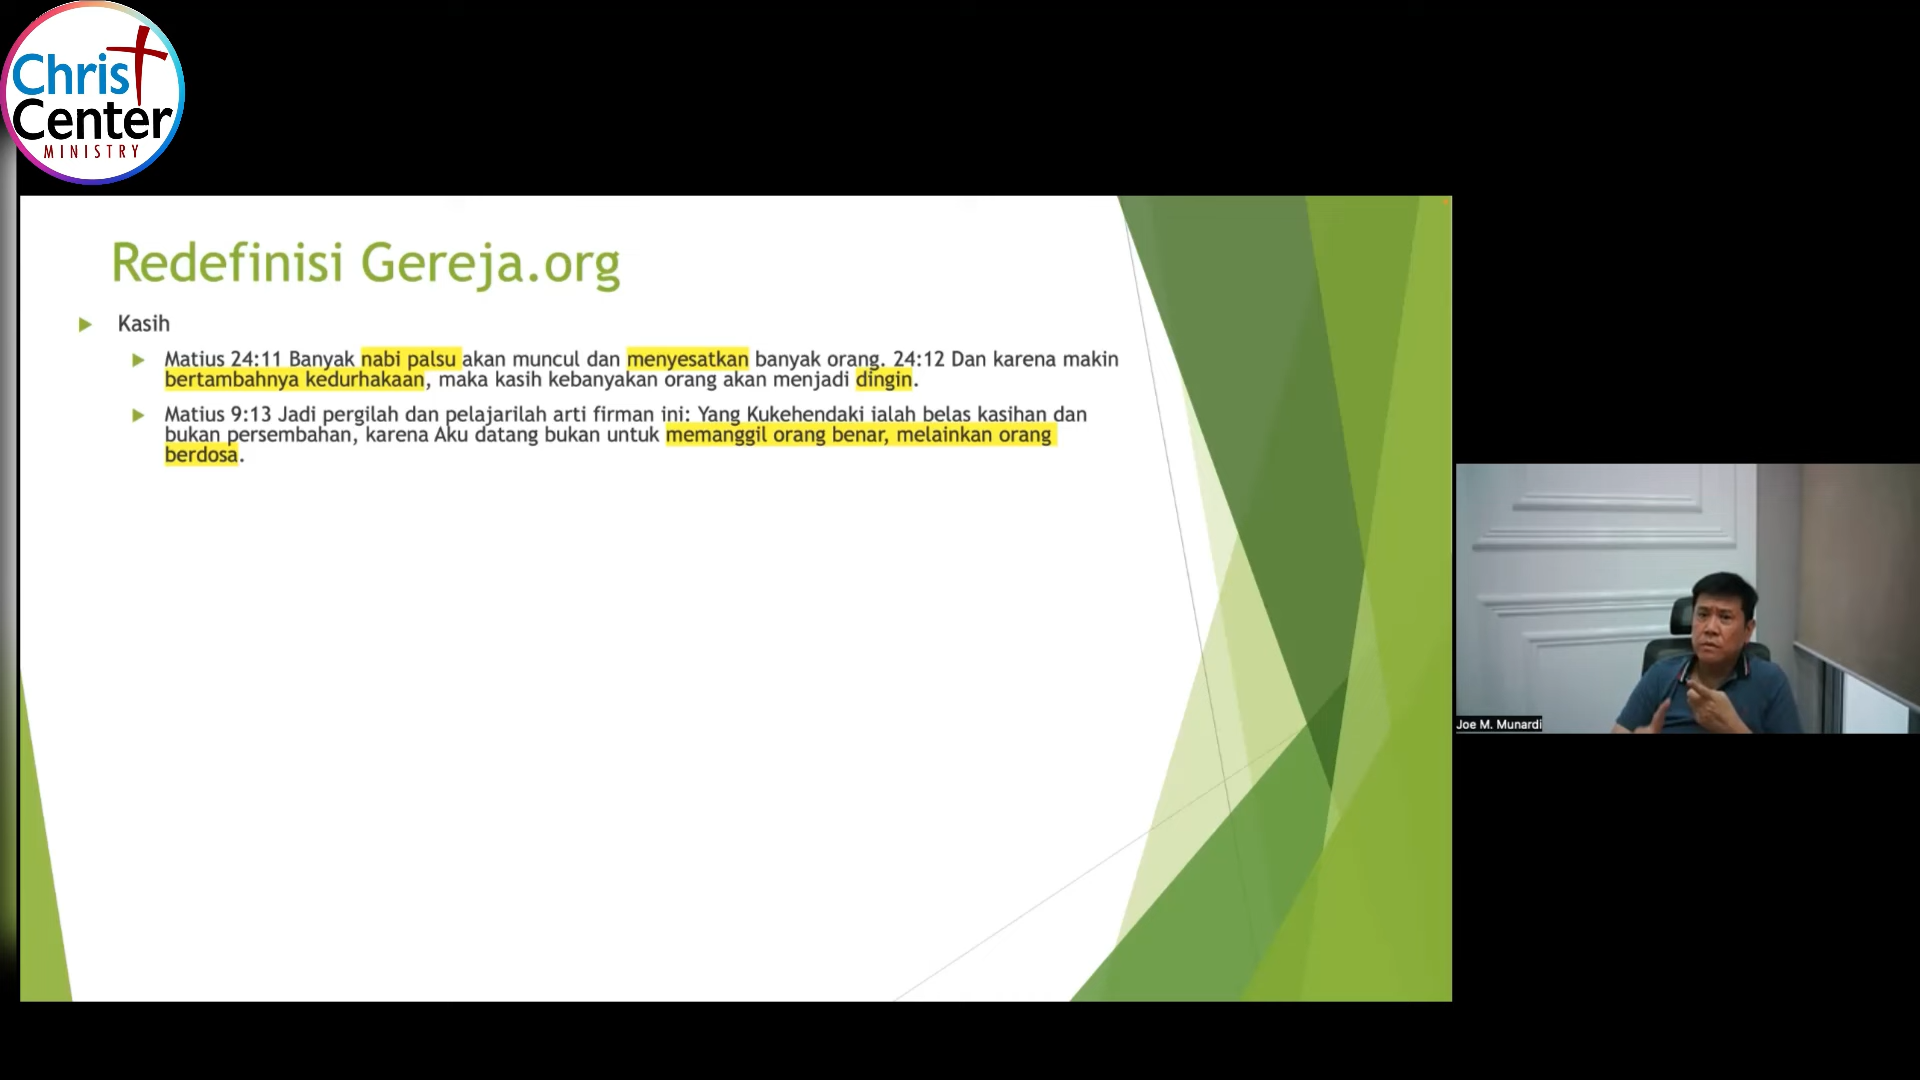 Chris
Center
MINISTRY
Redefinisi Gereja.org
Kasih
Matius 24:11 Banyak nabi palsu akan muncul dan menyesatkan banyak orang. 24:12 Dan karena makin
bertambahnya kedurhakaan, maka kasih kebanyakan orang akan menjadi dingin.
Matius 9:13 Jadi pergilah dan pelajarilah arti firman ini: Yang Kukehendaki ialah belas kasihan dan
bukan persembahan, karena Aku datang bukan untuk memanggil orang benar, melainkan orang
berdosa.
Joe M. Munardi